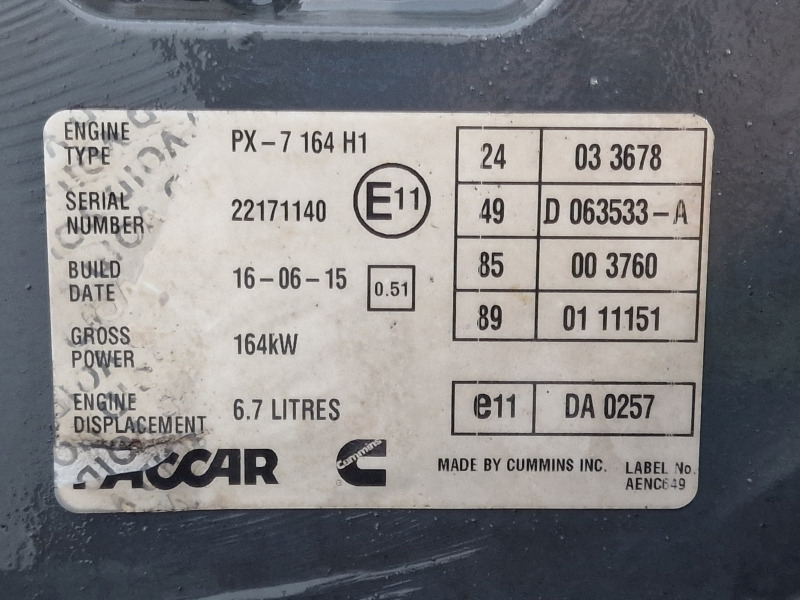 ENGINE TYPE PX-7 164 H1
SERIAL NUMBER 22171140 E11
BUILD DATE 16-06-15 0.51
GROSS POWER 164kW
ENGINE DISPLACEMENT 6.7 LITRES
24 03 3678
49 D 063533-A
85 00 3760
89 01 11151
e11 DA 0257
PACCAR Cummins
MADE BY CUMMINS INC. LABEL No.
AENC649